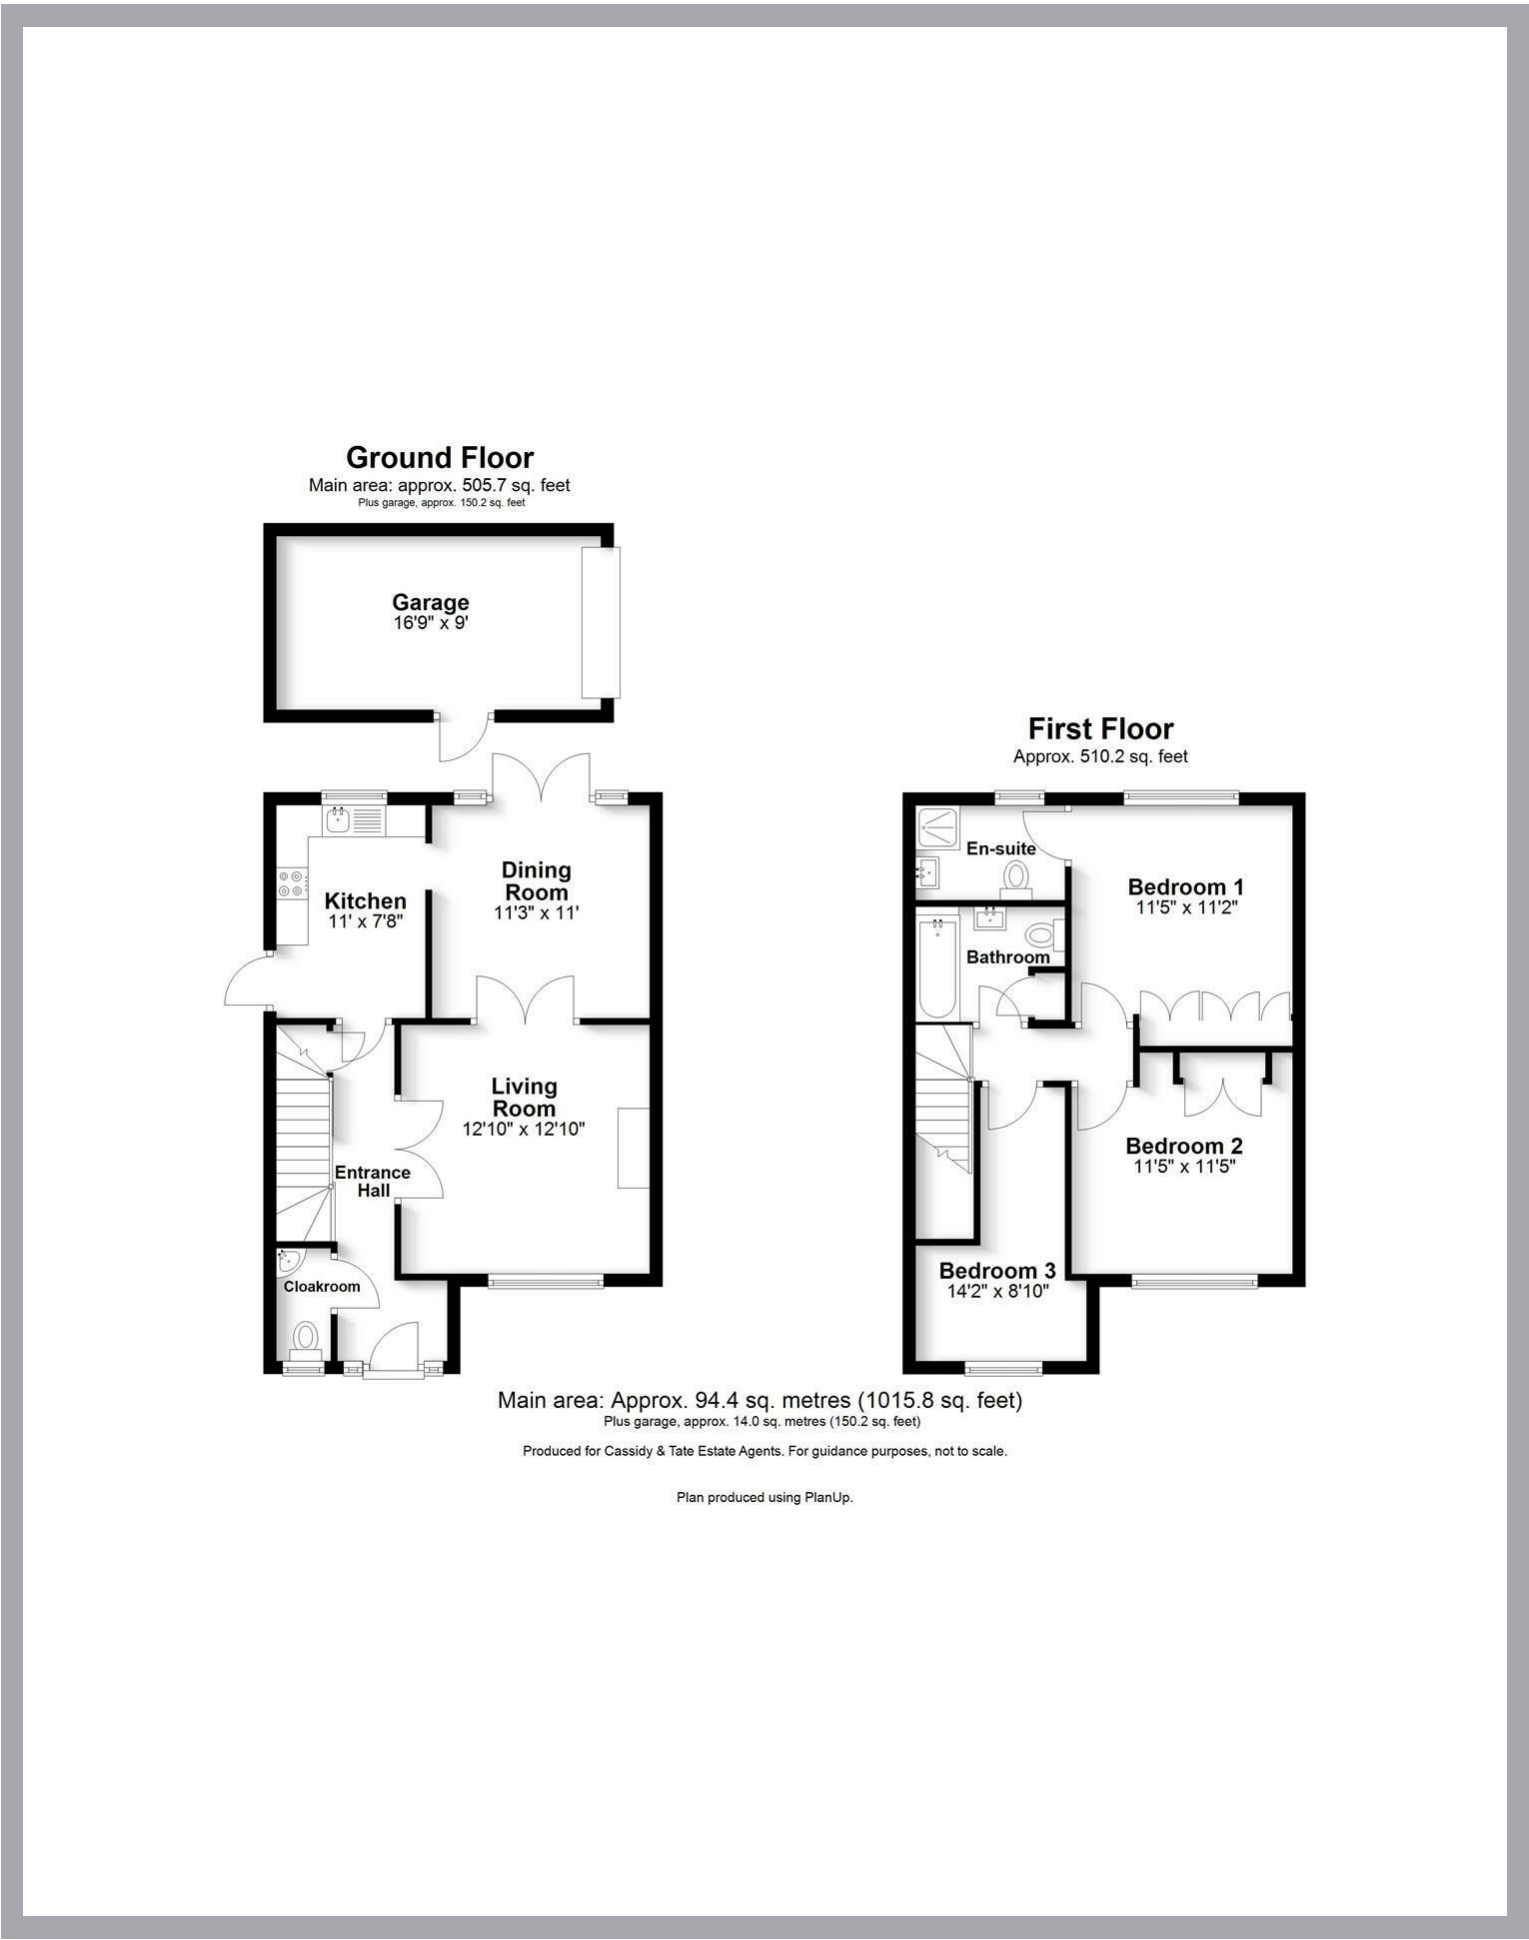 Ground Floor
Main area: approx. 505.7 sq. feet
Plus garage, approx. 150.2 sq. feet
Garage
16'9" x 9'
Kitchen
11' x 7'8"
Dining
Room
11'3" x 11'
Living
Room
12'10" x 12'10"
Entrance
Hall
Cloakroom
First Floor
Approx. 510.2 sq. feet
En-suite
Bedroom 1
11'5" x 11'2"
Bathroom
Bedroom 2
11'5" x 11'5"
Bedroom 3
14'2" x 8'10"
Main area: Approx. 94.4 sq. metres (1015.8 sq. feet)
Plus garage, approx. 14.0 sq. metres (150.2 sq. feet)
Produced for Cassidy & Tate Estate Agents. For guidance purposes, not to scale.
Plan produced using PlanUp.